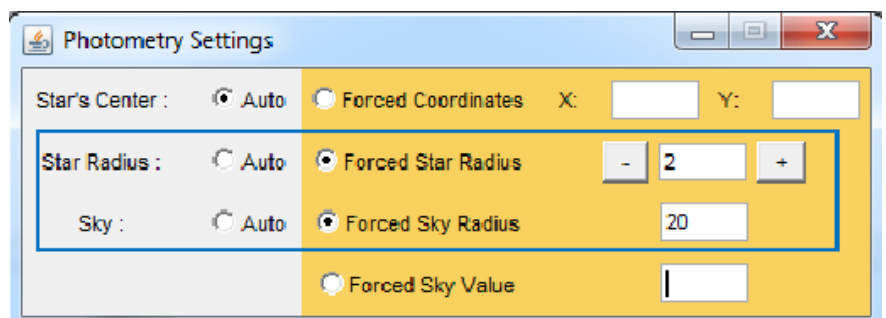 Photometry Settings
Star's Center : Auto Forced Coordinates X: Y:
Star Radius : Auto Forced Star Radius - 2 +
Sky : Auto Forced Sky Radius 20
Forced Sky Value